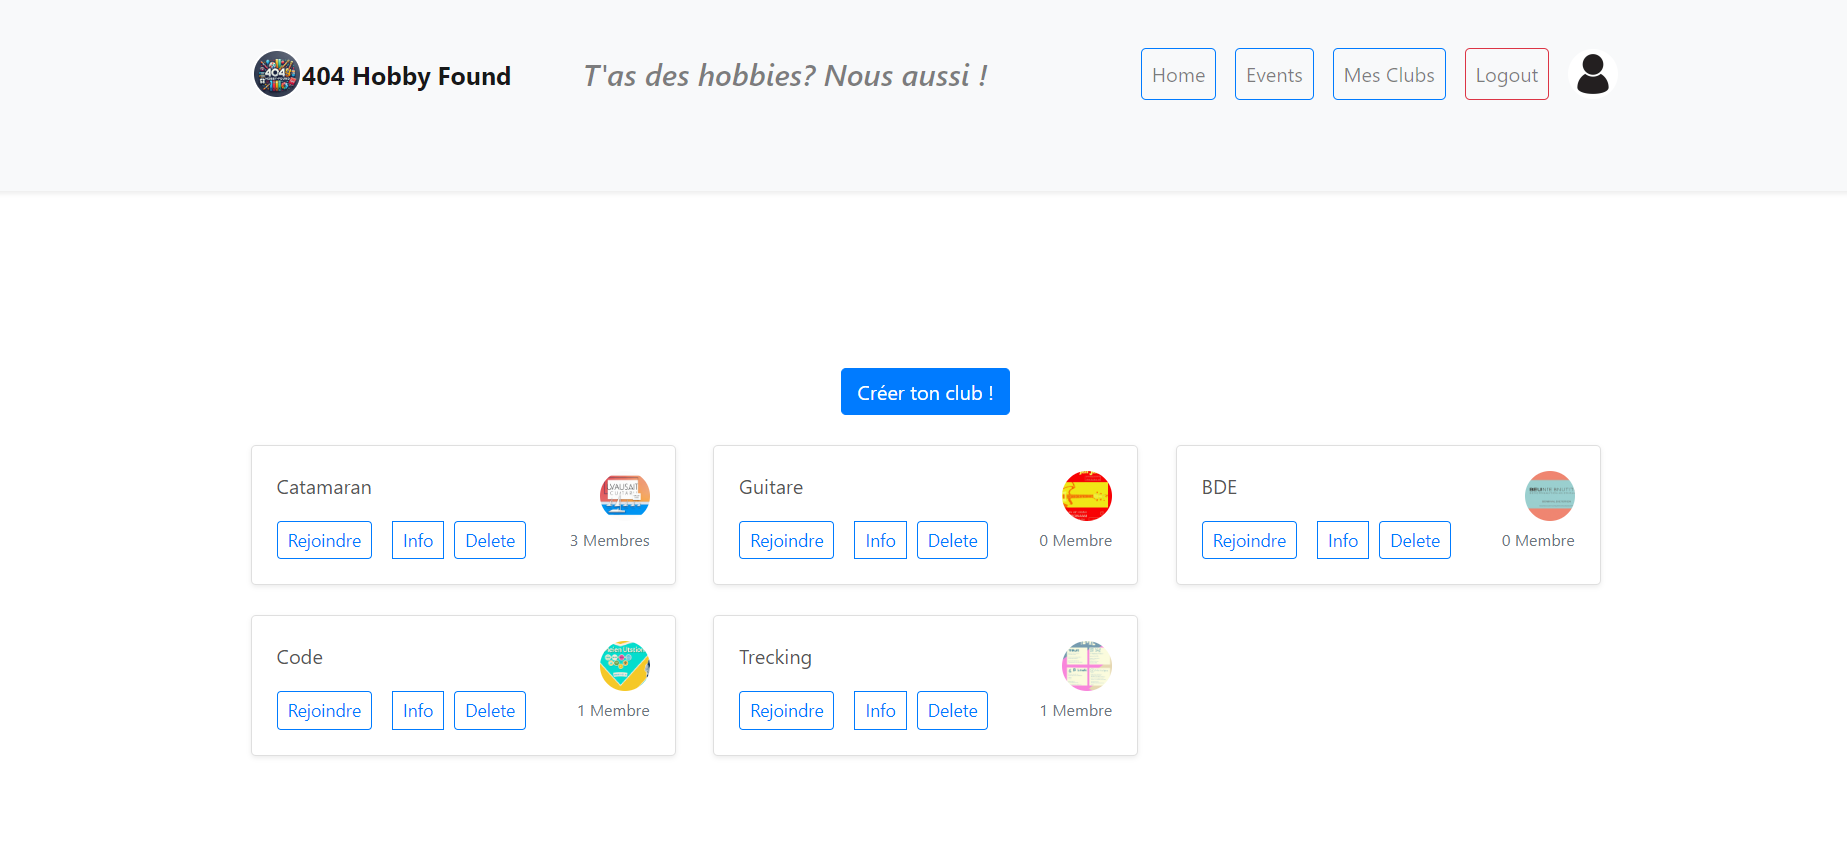 404
404 Hobby Found
T'as des hobbies? Nous aussi !
Home
Events
Mes Clubs
Logout
Créer ton club !
Catamaran
Rejoindre
Info
Delete
3 Membres
Guitare
Rejoindre
Info
Delete
0 Membre
BDE
Rejoindre
Info
Delete
0 Membre
Code
Rejoindre
Info
Delete
1 Membre
Trecking
Rejoindre
Info
Delete
1 Membre